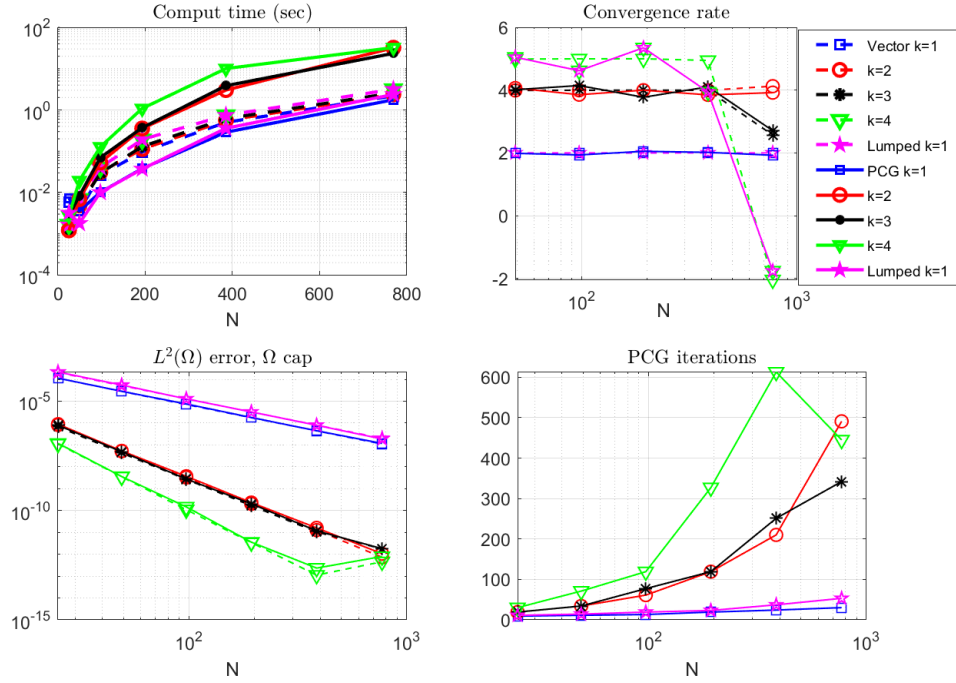 Comput time (sec)
10^2
10^0
10^-2
10^-4
0
200
400
600
800
N
Convergence rate
6
4
2
0
-2
10^2
10^3
N
Vector k=1
k=2
k=3
k=4
Lumped k=1
PCG k=1
k=2
k=3
k=4
Lumped k=1
L^2(Ω) error, Ω cap
10^-5
10^-10
10^-15
10^2
10^3
N
PCG iterations
600
500
400
300
200
100
0
10^2
10^3
N